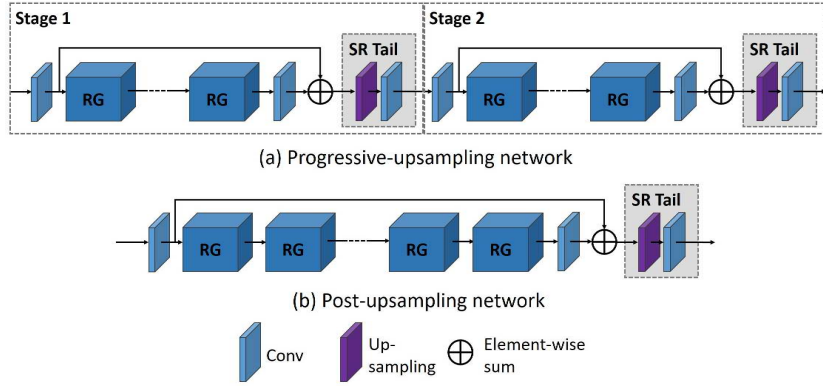 Stage 1
Stage 2
SR Tail
SR Tail
RG
RG
RG
RG
(a) Progressive-upsampling network
SR Tail
RG
RG
RG
RG
(b) Post-upsampling network
Conv
Up-
sampling
Element-wise
sum